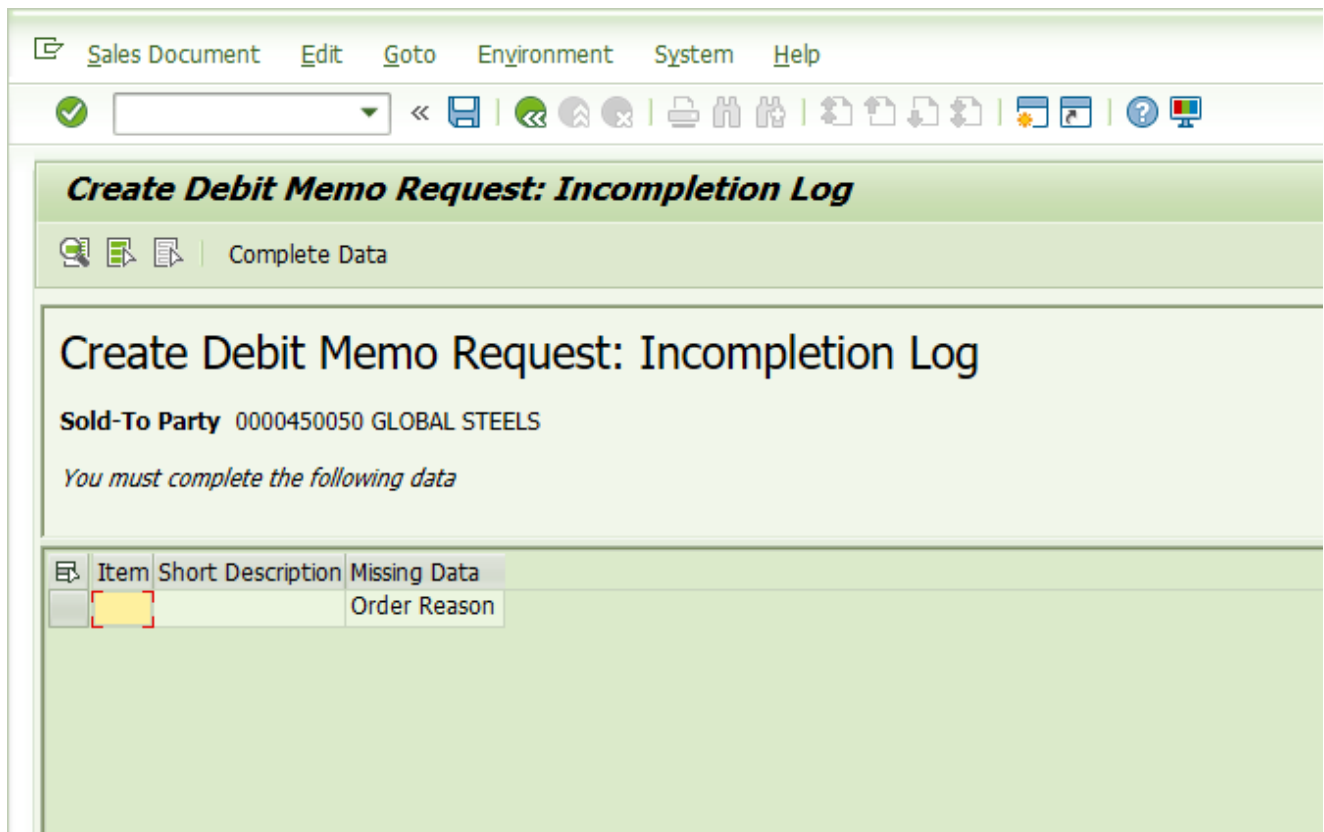 Sales Document Edit Goto Environment System Help
Create Debit Memo Request: Incompletion Log
Complete Data
Create Debit Memo Request: Incompletion Log
Sold-To Party 0000450050 GLOBAL STEELS
You must complete the following data
Item Short Description Missing Data
Order Reason